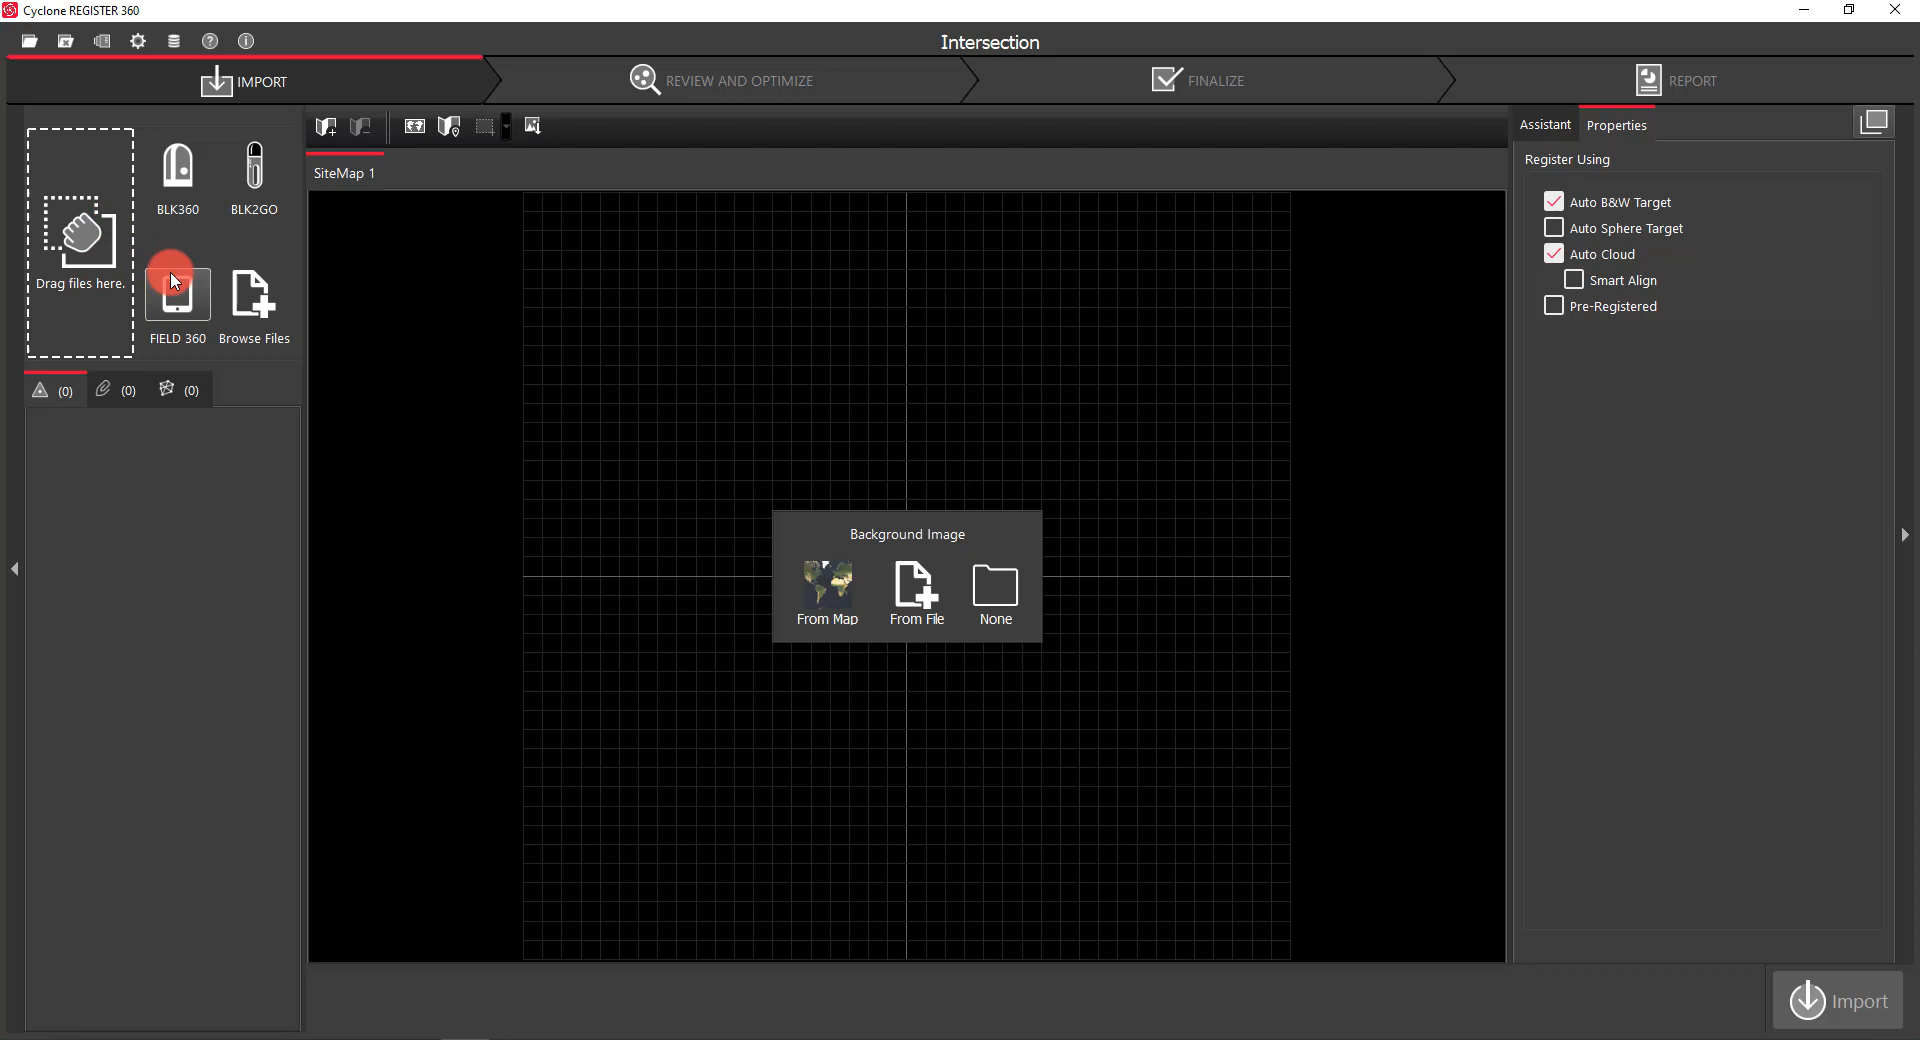 Cyclone REGISTER 360
Intersection
IMPORT
REVIEW AND OPTIMIZE
FINALIZE
REPORT
Drag files here.
BLK360
BLK2GO
FIELD 360
Browse Files
(0)
(0)
(0)
SiteMap 1
Background Image
From Map
From File
None
Assistant
Properties
Register Using
Auto B&W Target
Auto Sphere Target
Auto Cloud
Smart Align
Pre-Registered
Import